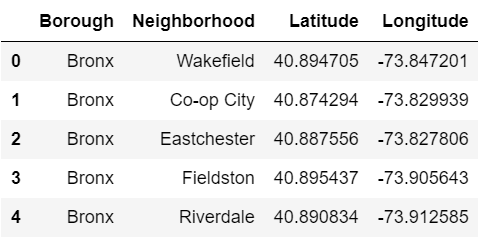 Borough Neighborhood Latitude Longitude
0 Bronx Wakefield 40.894705 -73.847201
1 Bronx Co-op City 40.874294 -73.829939
2 Bronx Eastchester 40.887556 -73.827806
3 Bronx Fieldston 40.895437 -73.905643
4 Bronx Riverdale 40.890834 -73.912585